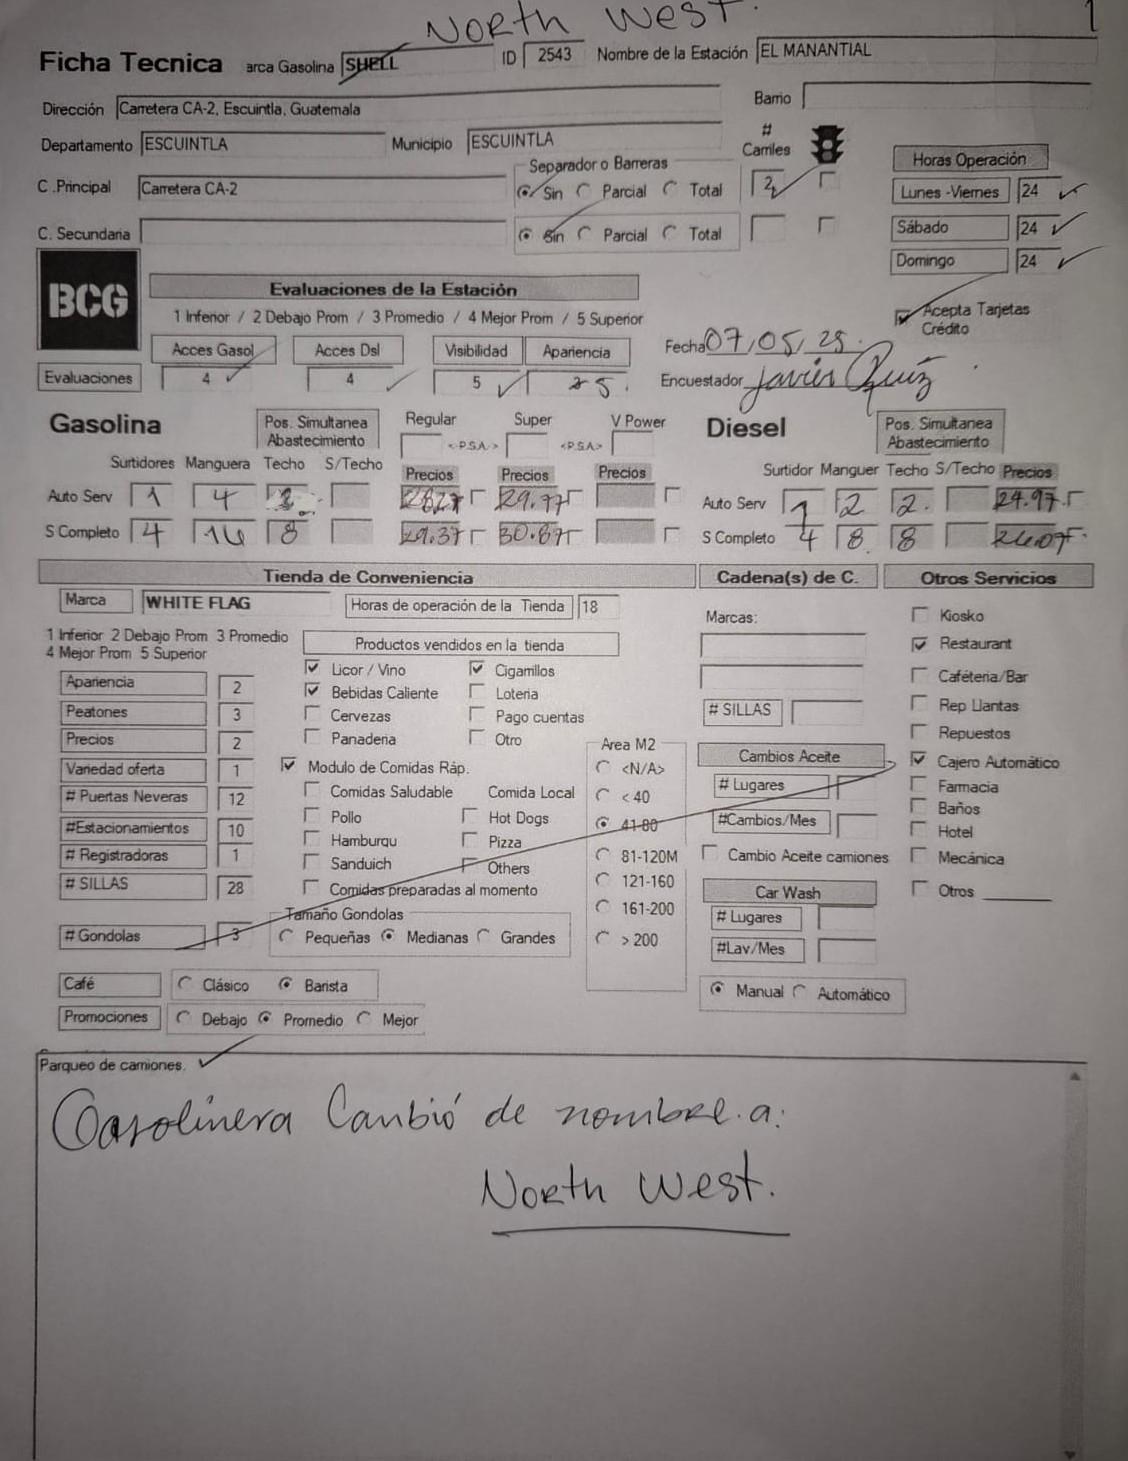 North West.
1
Ficha Tecnica arca Gasolina SHELL ID 2543 Nombre de la Estación EL MANANTIAL
Dirección Carretera CA-2, Escuintla, Guatemala Barrio
Departamento ESCUINTLA Municipio ESCUINTLA # Carriles
C .Principal Carretera CA-2 Separador o Barreras Sin Parcial Total 2
C. Secundaria Sin Parcial Total
Horas Operación
Lunes -Viernes 24
Sábado 24
Domingo 24
BCG
Evaluaciones de la Estación
1 Inferior / 2 Debajo Prom / 3 Promedio / 4 Mejor Prom / 5 Superior
Acepta Tarjetas
Crédito
Acces Gasol Acces Dsl Visibilidad Apariencia
Fecha 07/05/25.
Evaluaciones 4 4 5 5.
Encuestador Javier Ruiz
Gasolina Pos. Simultanea Abastecimiento Regular Super V Power
<-P.S.A.-> <P.S.A>
Surtidores Manguera Techo S/Techo Precios Precios Precios
Auto Serv 1 4 2 29.77
S Completo 4 16 8 29.37 30.87
Diesel Pos. Simultanea Abastecimiento
Surtidor Manguer Techo S/Techo Precios
Auto Serv 1 2 2. 24.97
S Completo 4 8 8
Tienda de Conveniencia
Marca WHITE FLAG Horas de operación de la Tienda 18
1 Inferior 2 Debajo Prom 3 Promedio
4 Mejor Prom 5 Superior
Apariencia 2
Peatones 3
Precios 2
Variedad oferta 1
# Puertas Neveras 12
#Estacionamientos 10
# Registradoras 1
# SILLAS 28
# Gondolas 3
Productos vendidos en la tienda
Licor / Vino Cigarrillos
Bebidas Caliente Loteria
Cervezas Pago cuentas
Panaderia Otro
Modulo de Comidas Ráp.
Comidas Saludable Comida Local
Pollo Hot Dogs
Hamburqu Pizza
Sanduich Others
Comidas preparadas al momento
Tamaño Gondolas
Pequeñas Medianas Grandes
Area M2
<N/A>
< 40
41-80
81-120M
121-160
161-200
> 200
Café Clásico Barista
Promociones Debajo Promedio Mejor
Cadena(s) de C.
Marcas:
# SILLAS
Cambios Aceite
# Lugares
#Cambios/Mes
Cambio Aceite camiones
Car Wash
# Lugares
#Lav/Mes
Manual Automático
Otros Servicios
Kiosko
Restaurant
Caféteria/Bar
Rep Llantas
Repuestos
Cajero Automático
Farmacia
Baños
Hotel
Mecánica
Otros
Parqueo de camiones.
Gasolinera Cambió de nombre a:
North West.